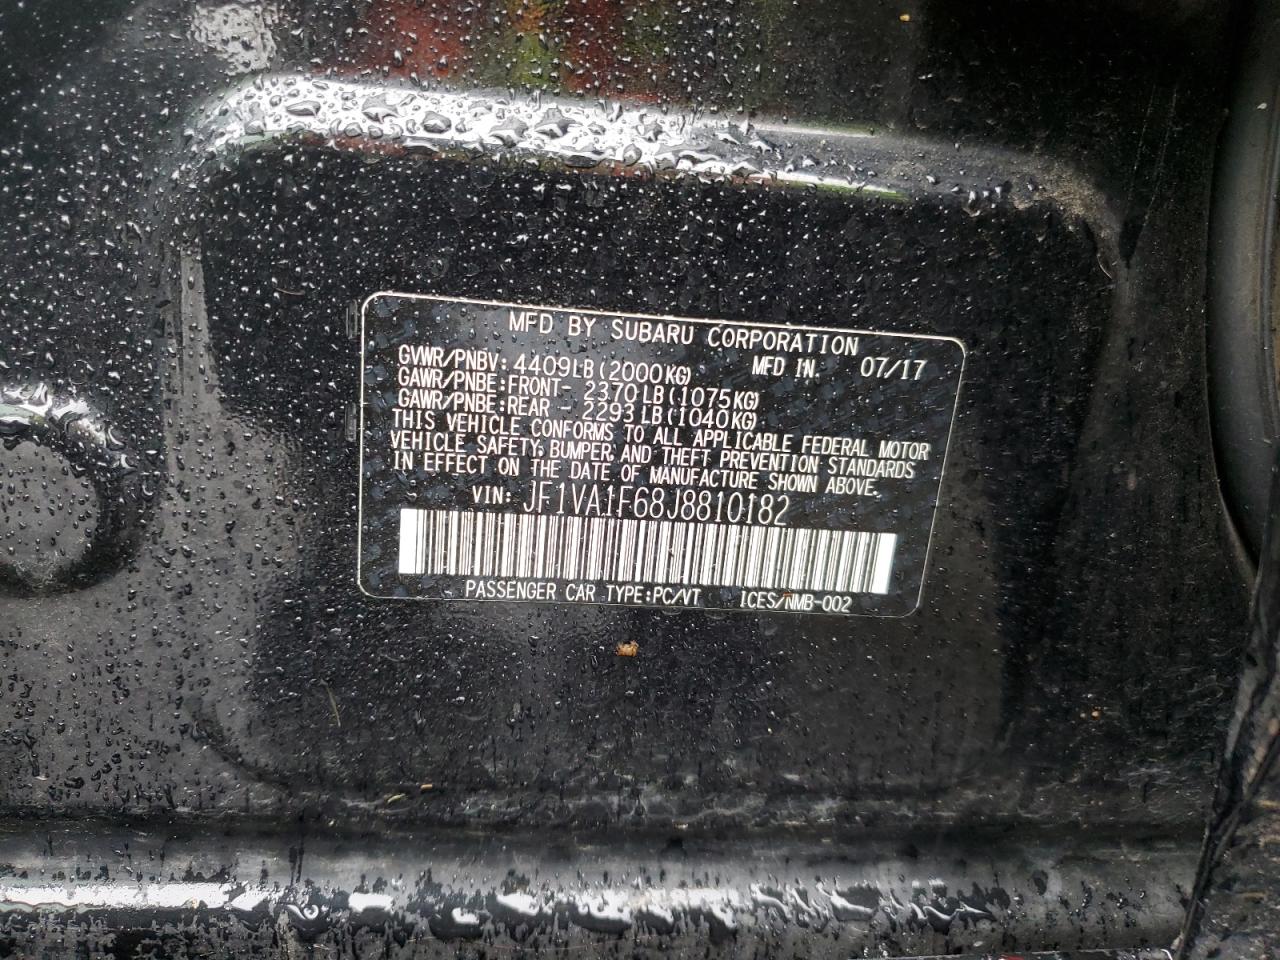 MFD BY SUBARU CORPORATION
GVWR/PNBV: 4409LB(2000KG) MFD IN: 07/17
GAWR/PNBE:FRONT- 2370LB(1075KG)
GAWR/PNBE:REAR - 2293LB(1040KG)
THIS VEHICLE CONFORMS TO ALL APPLICABLE FEDERAL MOTOR
VEHICLE SAFETY, BUMPER, AND THEFT PREVENTION STANDARDS
IN EFFECT ON THE DATE OF MANUFACTURE SHOWN ABOVE.
VIN: JF1VA1F68J8810182
PASSENGER CAR TYPE:PC/VT ICES/NMB-002